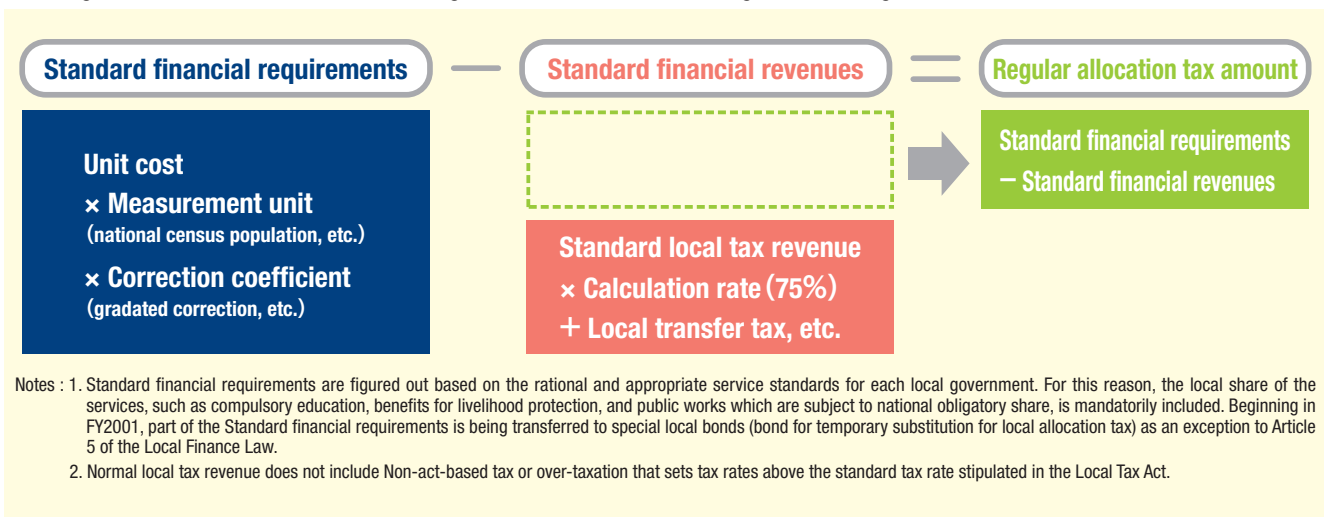 Standard financial requirements — Standard financial revenues = Regular allocation tax amount
Unit cost
× Measurement unit
(national census population, etc.)
× Correction coefficient
(gradated correction, etc.)
Standard local tax revenue
× Calculation rate (75%)
+ Local transfer tax, etc.
Standard financial requirements
− Standard financial revenues
Notes : 1. Standard financial requirements are figured out based on the rational and appropriate service standards for each local government. For this reason, the local share of the
services, such as compulsory education, benefits for livelihood protection, and public works which are subject to national obligatory share, is mandatorily included. Beginning in
FY2001, part of the Standard financial requirements is being transferred to special local bonds (bond for temporary substitution for local allocation tax) as an exception to Article
5 of the Local Finance Law.
2. Normal local tax revenue does not include Non-act-based tax or over-taxation that sets tax rates above the standard tax rate stipulated in the Local Tax Act.